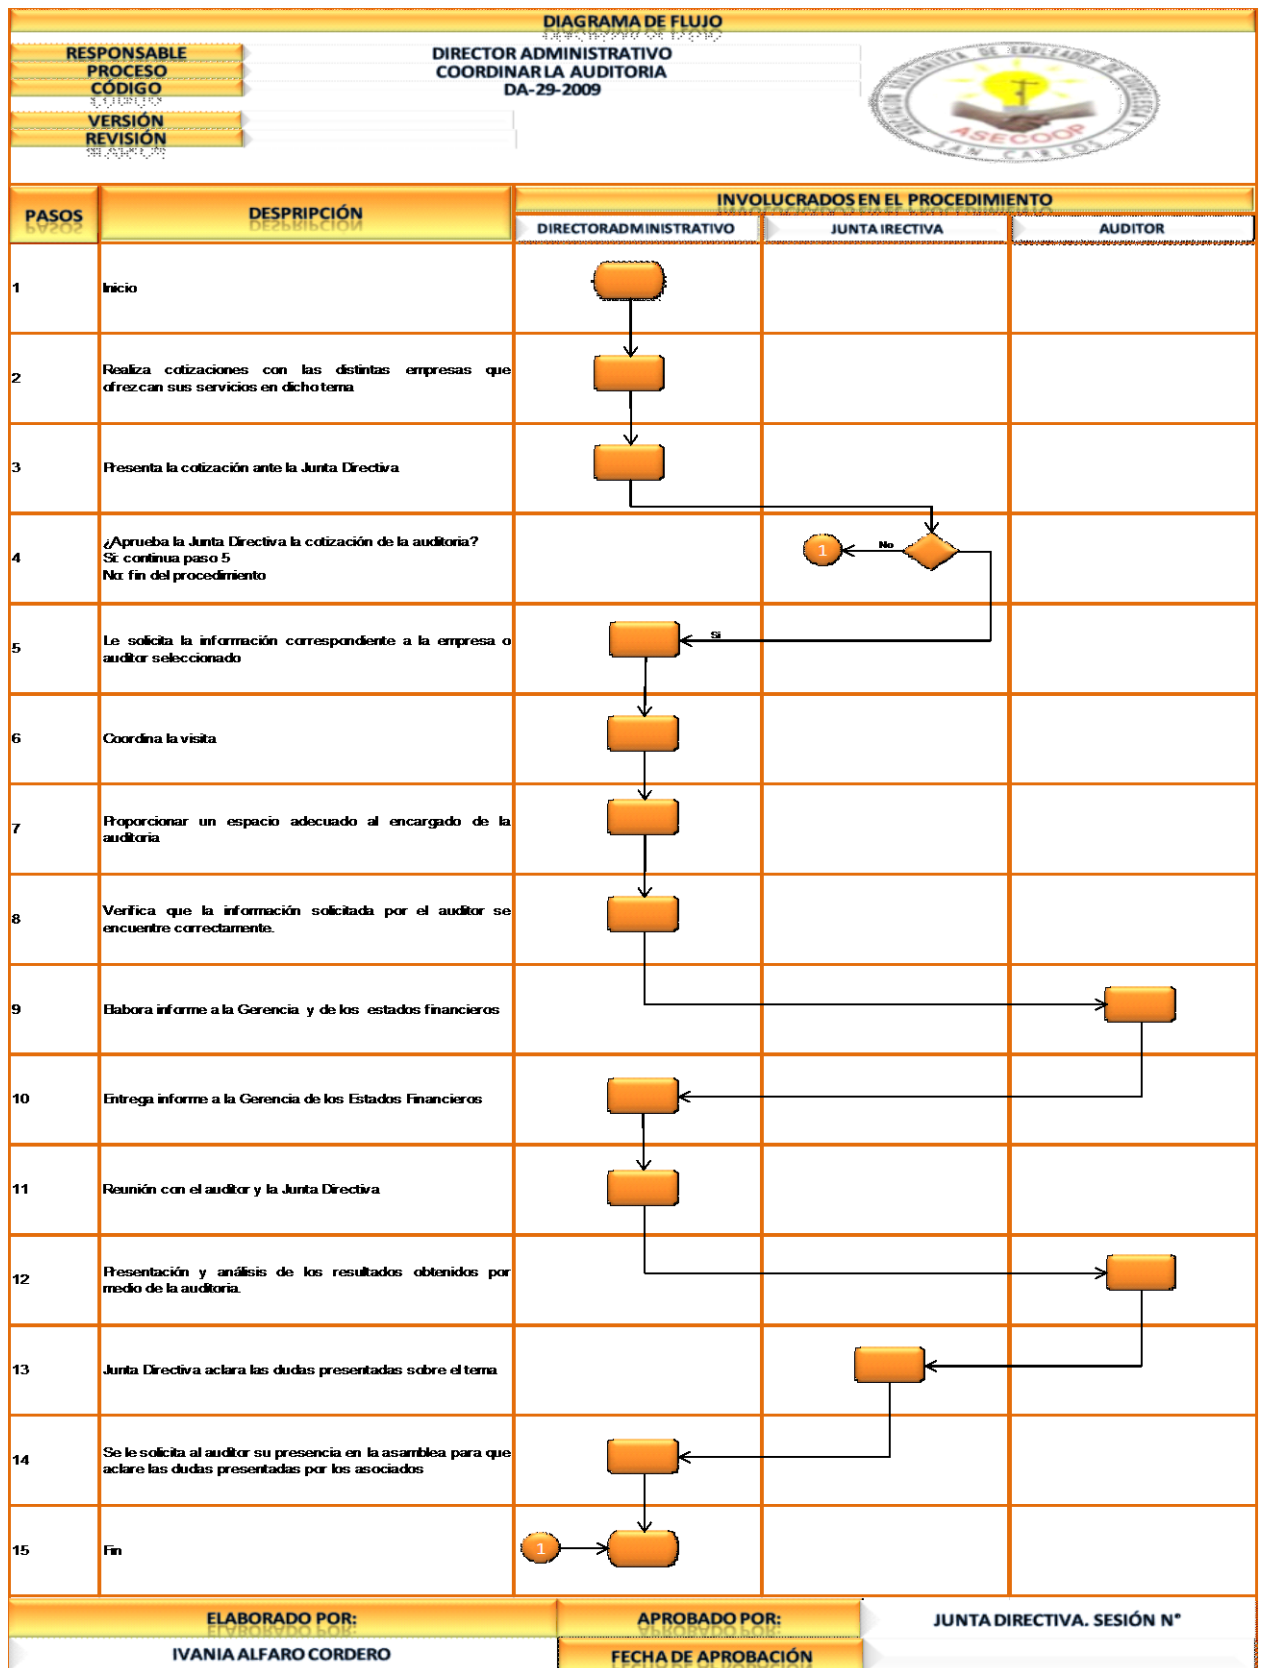 DIAGRAMA DE FLUJO
RESPONSABLE DIRECTOR ADMINISTRATIVO
PROCESO COORDINAR LA AUDITORIA
CÓDIGO DA-29-2009
VERSIÓN
REVISIÓN
ASOCIACIÓN SOLIDARISTA DE EMPLEADOS DE COOPELESCA R.L.
ASECOOP
SAN CARLOS
PASOS DESPRIPCIÓN INVOLUCRADOS EN EL PROCEDIMIENTO
DIRECTORADMINISTRATIVO JUNTA IRECTIVA AUDITOR
1 Inicio
2 Realiza cotizaciones con las distintas empresas que
ofrezcan sus servicios en dicho tema
3 Presenta la cotización ante la Junta Directiva
4 ¿Aprueba la Junta Directiva la cotización de la auditoria?
Si: continua paso 5
No: fin del procedimiento
1 No
5 Le solicita la información correspondiente a la empresa o
auditor seleccionado
Si
6 Coordina la visita
7 Proporcionar un espacio adecuado al encargado de la
auditoria
8 Verifica que la información solicitada por el auditor se
encuentre correctamente.
9 Elabora informe a la Gerencia y de los estados financieros
10 Entrega informe a la Gerencia de los Estados Financieros
11 Reunión con el auditor y la Junta Directiva
12 Presentación y análisis de los resultados obtenidos por
medio de la auditoria.
13 Junta Directiva aclara las dudas presentadas sobre el tema
14 Se le solicita al auditor su presencia en la asamblea para que
aclare las dudas presentadas por los asociados
15 Fin
1
ELABORADO POR: APROBADO POR: JUNTA DIRECTIVA. SESIÓN N°
IVANIA ALFARO CORDERO FECHA DE APROBACIÓN